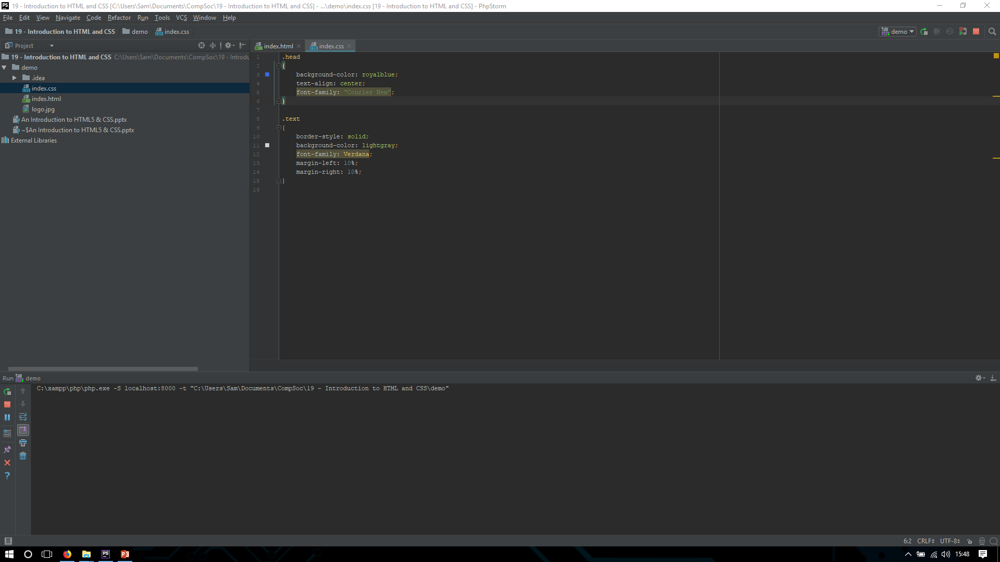 19 - Introduction to HTML and CSS [C:\Users\Sam\Documents\CompSoc\19 - Introduction to HTML and CSS] - ...\demo\index.css [19 - Introduction to HTML and CSS] - PhpStorm
File Edit View Navigate Code Refactor Run Tools VCS Window Help
19 - Introduction to HTML and CSS demo index.css
demo
Project
index.html index.css
19 - Introduction to HTML and CSS C:\Users\Sam\Documents\CompSoc\19 - Introdu
demo
.idea
index.css
index.html
logo.jpg
An Introduction to HTML5 & CSS.pptx
~$An Introduction to HTML5 & CSS.pptx
External Libraries
1 .head
2 {
3 background-color: royalblue;
4 text-align: center;
5 font-family: "Courier New";
6 }
7
8 .text
9 {
10 border-style: solid;
11 background-color: lightgray;
12 font-family: Verdana;
13 margin-left: 10%;
14 margin-right: 10%;
15 }
16
Run demo
C:\xampp\php\php.exe -S localhost:8000 -t "C:\Users\Sam\Documents\CompSoc\19 - Introduction to HTML and CSS\demo"
6:2 CRLF UTF-8
15:48